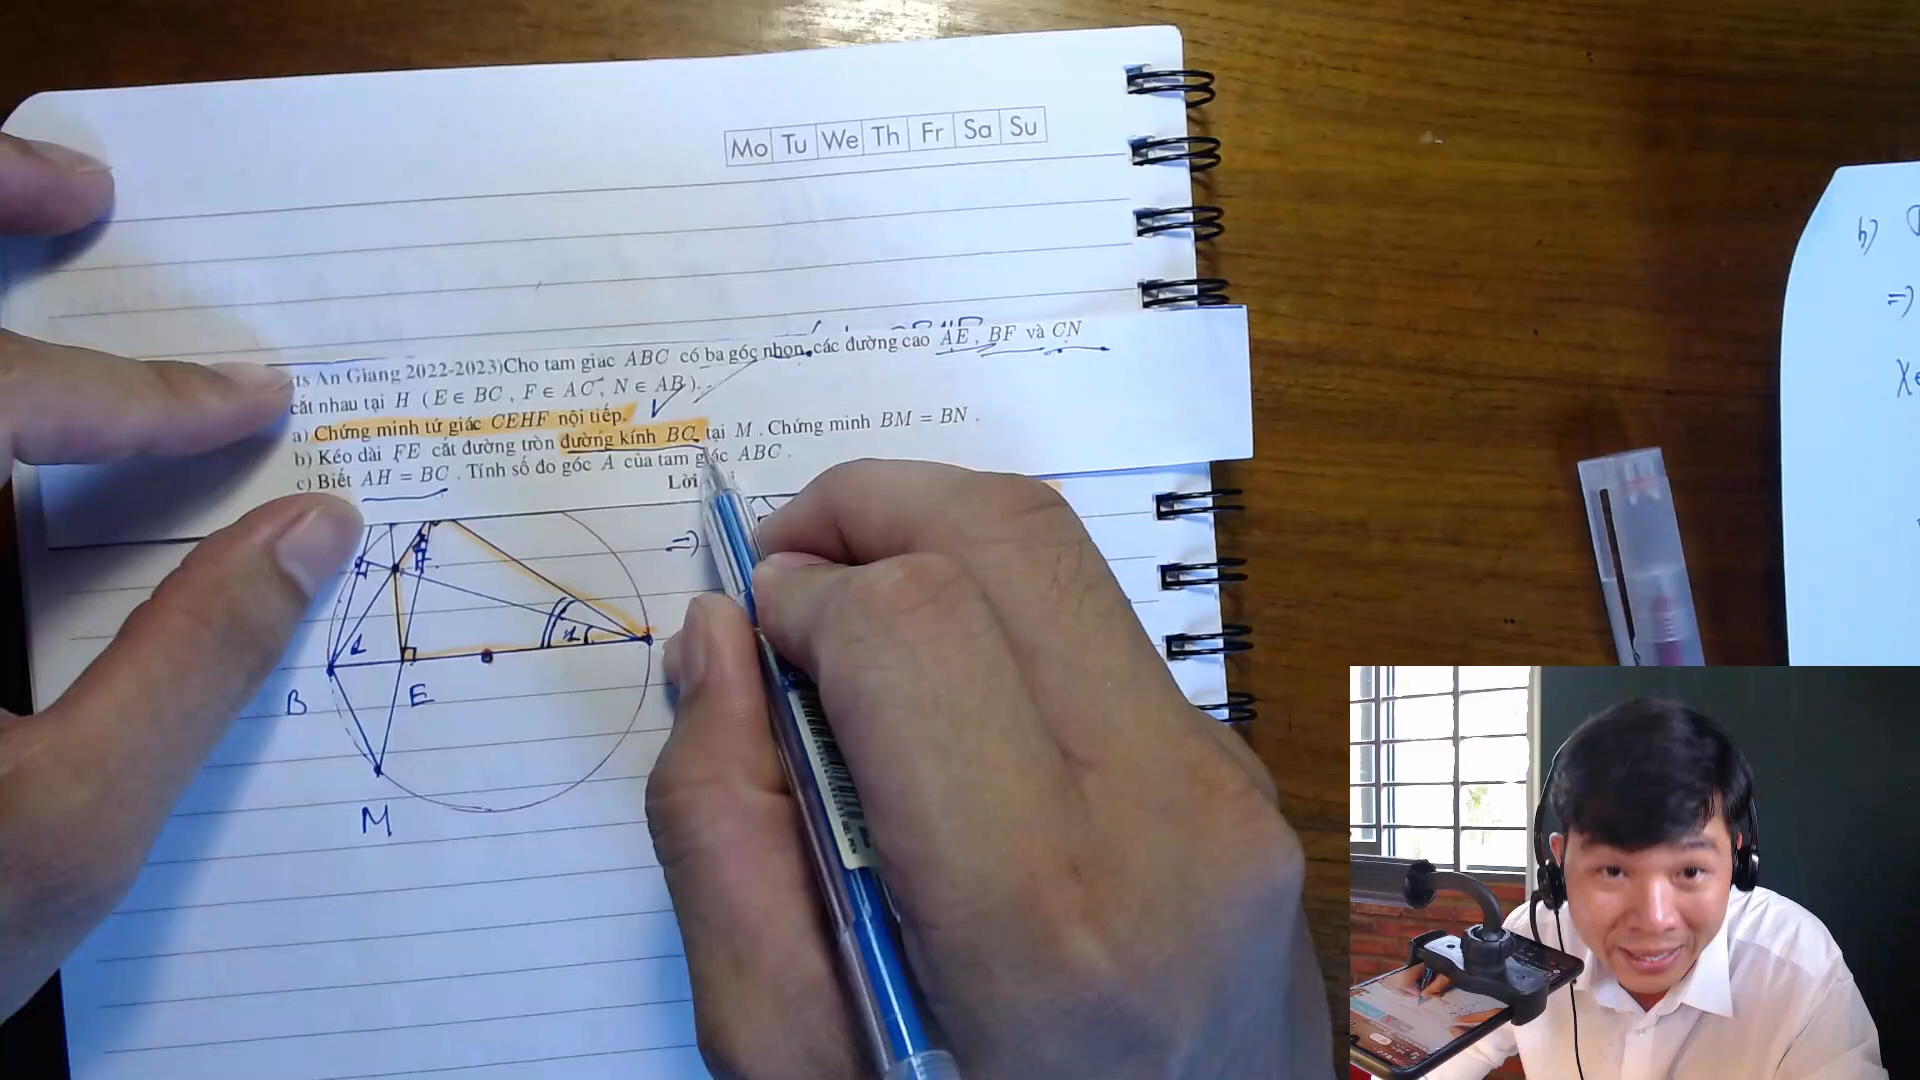 Mo Tu We Th Fr Sa Su
ts An Giang 2022-2023)Cho tam giác ABC có ba góc nhọn, các đường cao AE, BF và CN
cắt nhau tại H (E ∈ BC, F ∈ AC, N ∈ AB).
a) Chứng minh tứ giác CEHF nội tiếp.
b) Kéo dài FE cắt đường tròn đường kính BC tại M. Chứng minh BM = BN.
c) Biết AH = BC. Tính số đo góc A của tam giác ABC.
Lời
=>
1
1
B
E
M
b)
=>